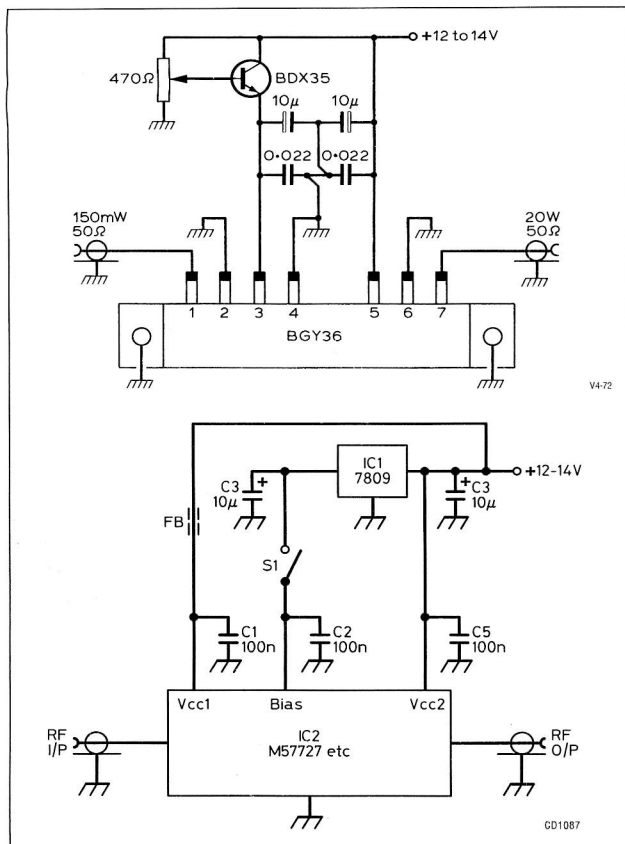 +12 to 14V
470Ω
BDX35
10µ
10µ
0·022
0·022
150mW
50Ω
20W
50Ω
1
2
3
4
5
6
7
BGY36
V4-72
IC1
7809
+12-14V
C3
10µ
+
+
C3
10µ
FB
S1
C1
100n
C2
100n
C5
100n
Vcc1
Bias
Vcc2
RF
I/P
IC2
M57727 etc
RF
O/P
CD1087